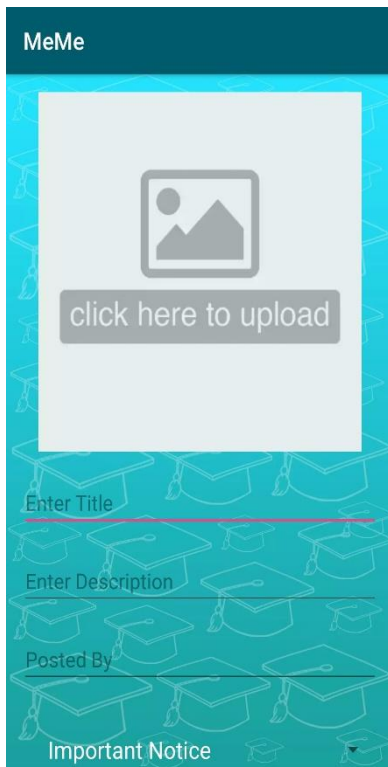 MeMe
click here to upload
Enter Title
Enter Description
Posted By
Important Notice